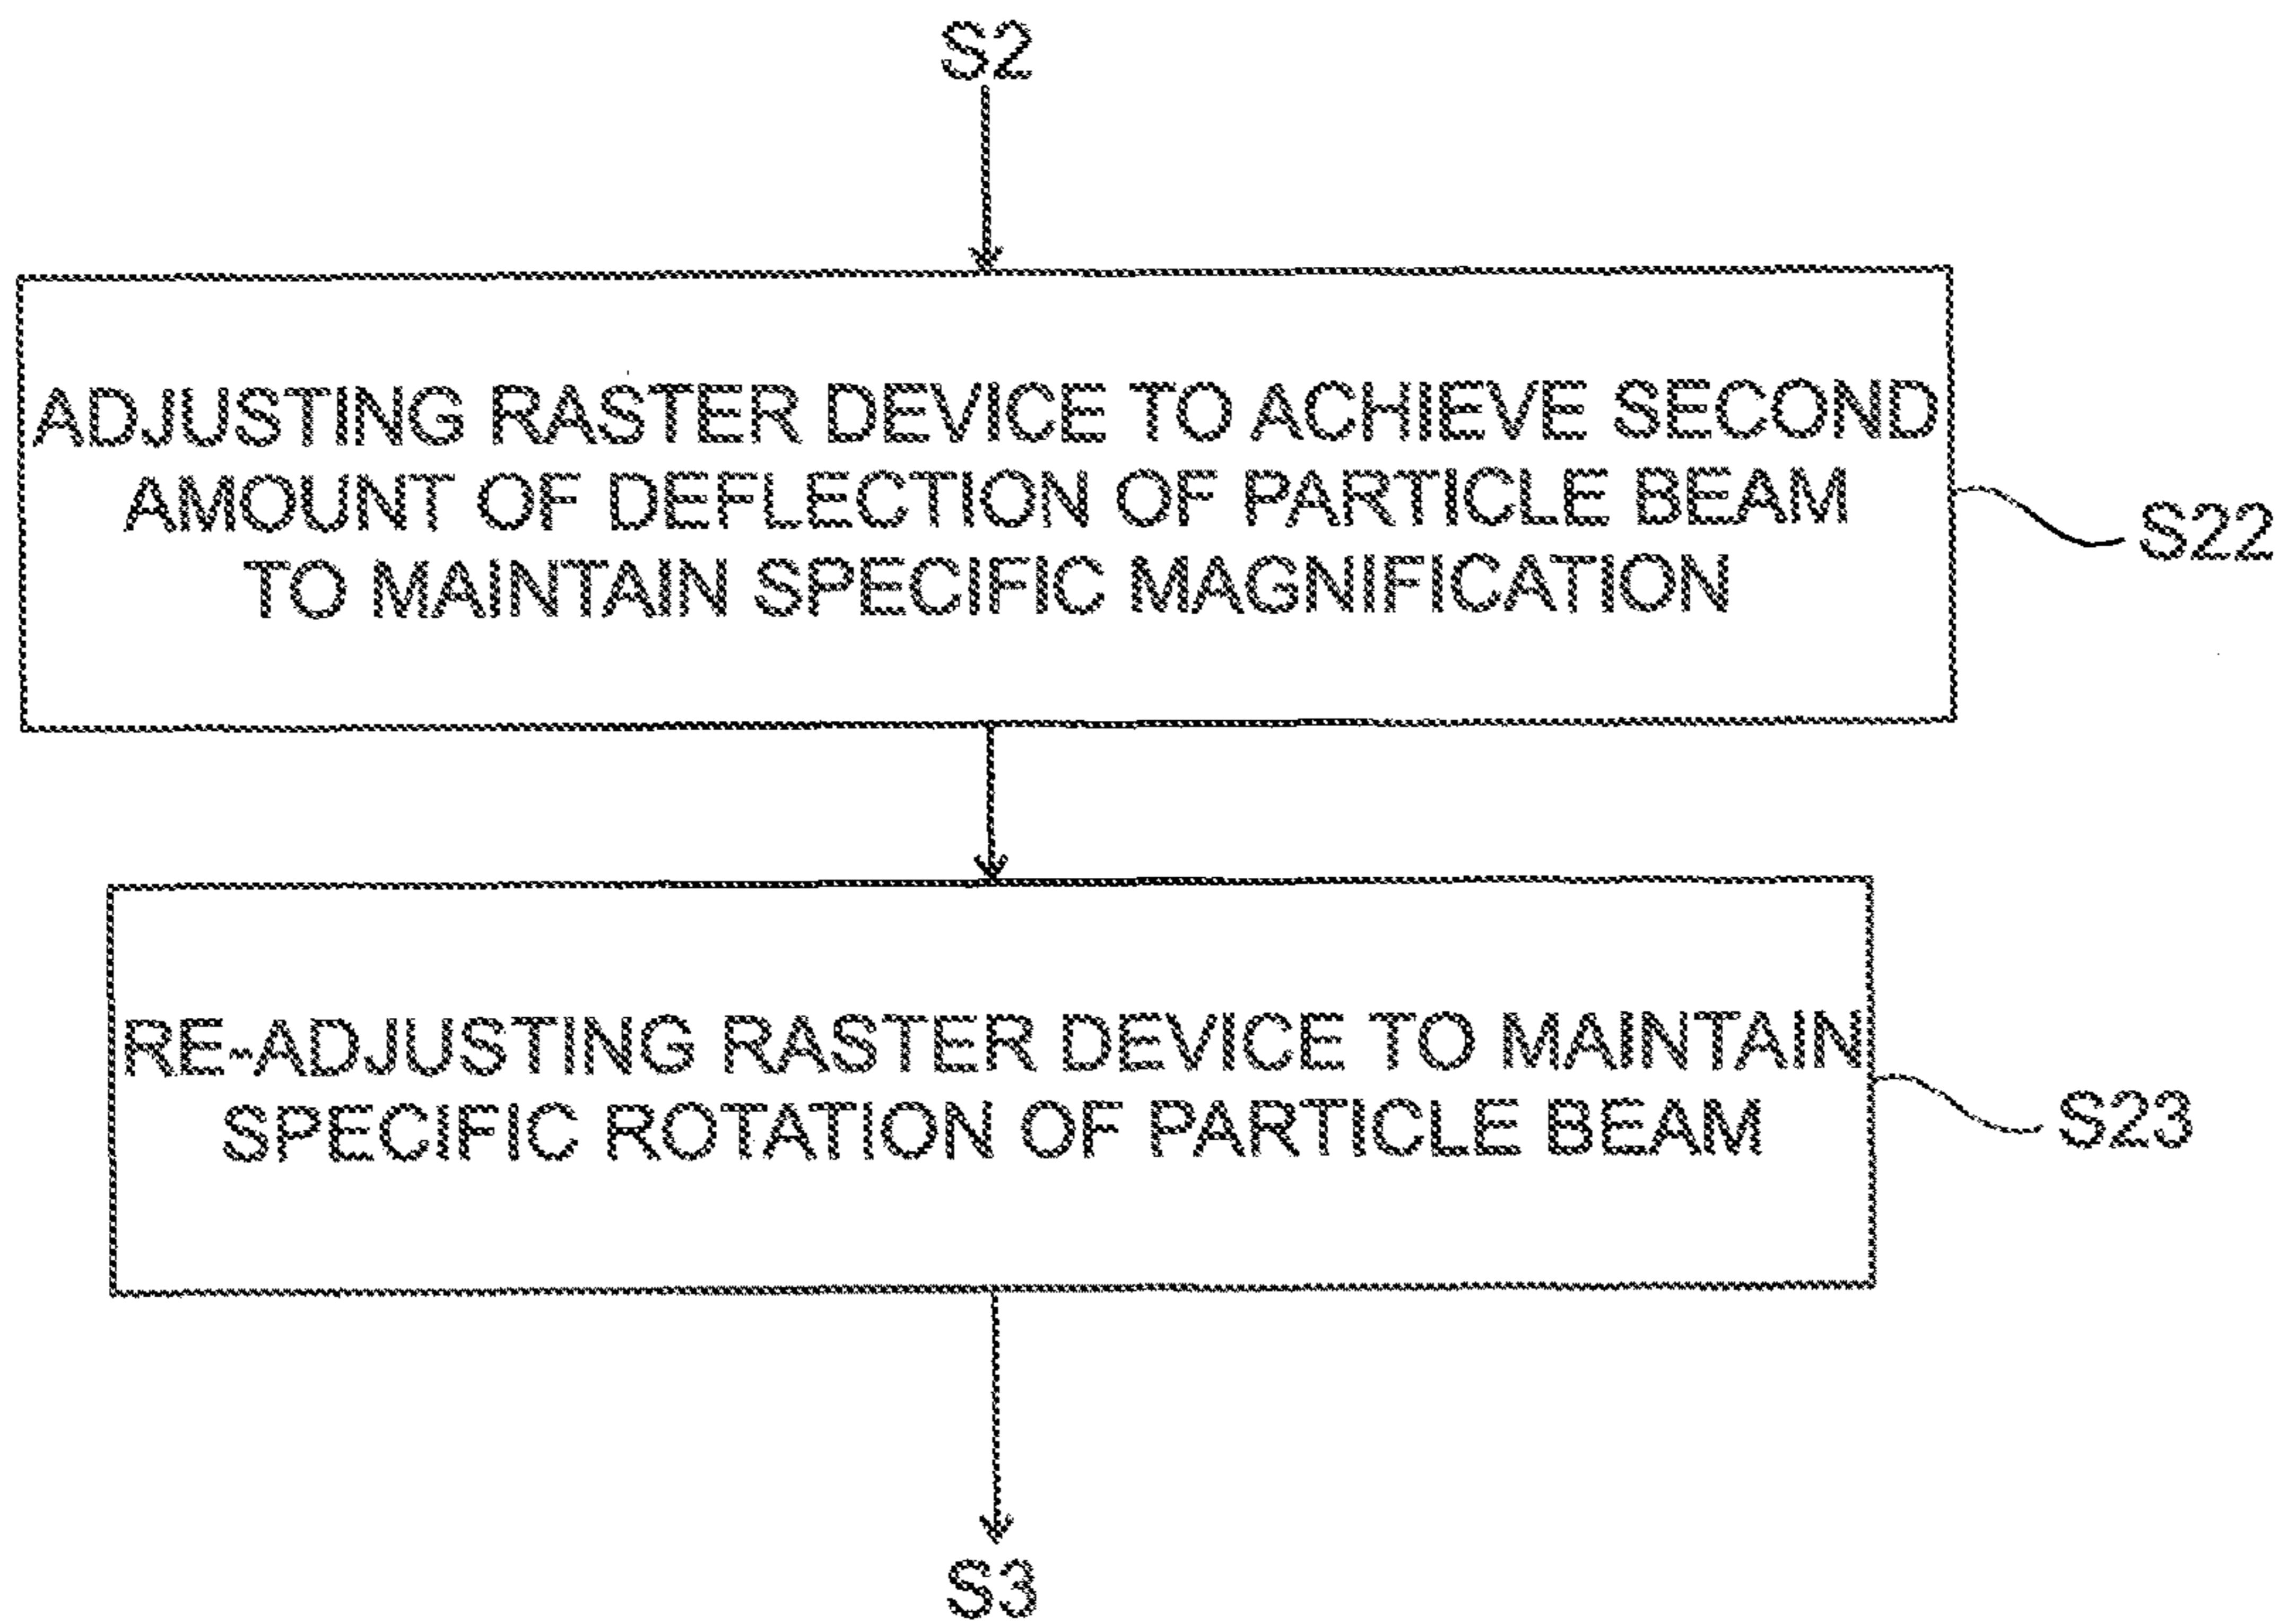 S2
ADJUSTING RASTER DEVICE TO ACHIEVE SECOND
AMOUNT OF DEFLECTION OF PARTICLE BEAM
TO MAINTAIN SPECIFIC MAGNIFICATION
S22
RE-ADJUSTING RASTER DEVICE TO MAINTAIN
SPECIFIC ROTATION OF PARTICLE BEAM
S23
S3